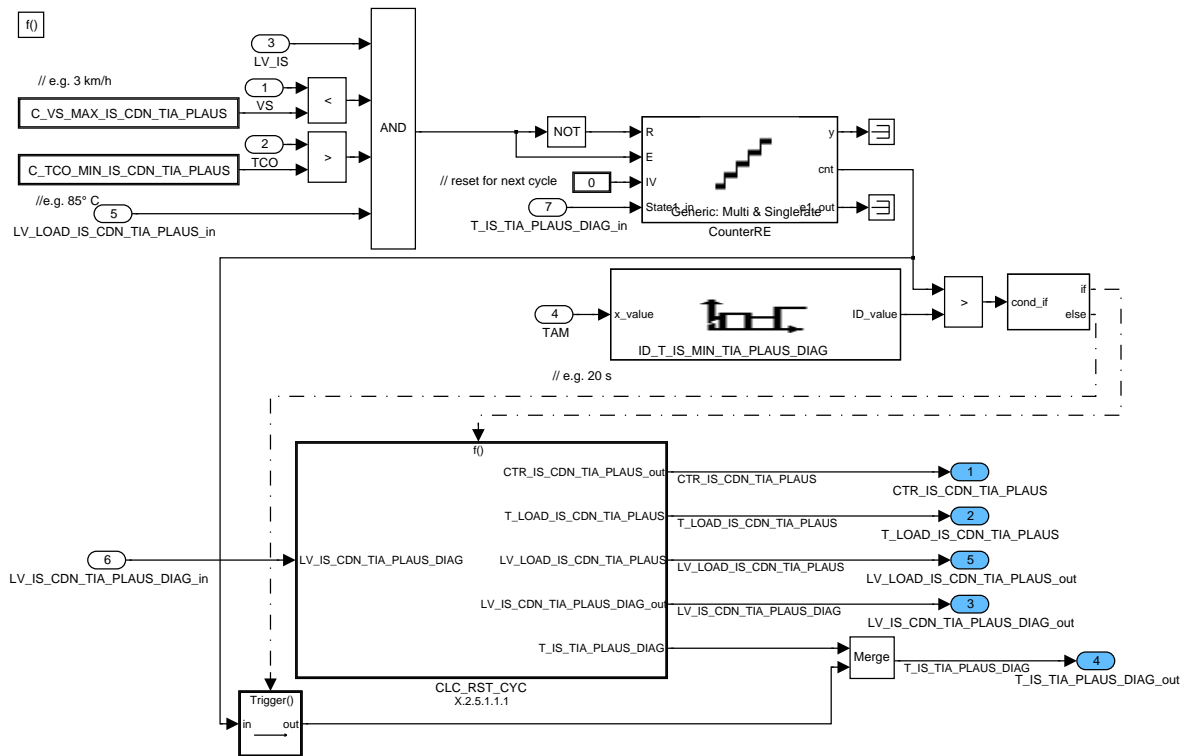 f()
3
LV_IS
// e.g. 3 km/h
1
VS
C_VS_MAX_IS_CDN_TIA_PLAUS
<
AND
2
TCO
C_TCO_MIN_IS_CDN_TIA_PLAUS
>
//e.g. 85° C
5
LV_LOAD_IS_CDN_TIA_PLAUS_in
NOT
// reset for next cycle
0
7
T_IS_TIA_PLAUS_DIAG_in
R
E
IV
State1_in
y
cnt
e1_out
Generic: Multi & Singlerate
CounterRE
4
TAM
x_value
ID_value
ID_T_IS_MIN_TIA_PLAUS_DIAG
// e.g. 20 s
>
cond_if
if
else
f()
6
LV_IS_CDN_TIA_PLAUS_DIAG_in
LV_IS_CDN_TIA_PLAUS_DIAG
CTR_IS_CDN_TIA_PLAUS_out
CTR_IS_CDN_TIA_PLAUS
1
CTR_IS_CDN_TIA_PLAUS
T_LOAD_IS_CDN_TIA_PLAUS
T_LOAD_IS_CDN_TIA_PLAUS
2
T_LOAD_IS_CDN_TIA_PLAUS
LV_LOAD_IS_CDN_TIA_PLAUS
LV_LOAD_IS_CDN_TIA_PLAUS
5
LV_LOAD_IS_CDN_TIA_PLAUS_out
LV_IS_CDN_TIA_PLAUS_DIAG_out
LV_IS_CDN_TIA_PLAUS_DIAG
3
LV_IS_CDN_TIA_PLAUS_DIAG_out
T_IS_TIA_PLAUS_DIAG
Merge
T_IS_TIA_PLAUS_DIAG
4
T_IS_TIA_PLAUS_DIAG_out
CLC_RST_CYC
X.2.5.1.1.1
Trigger()
in
out